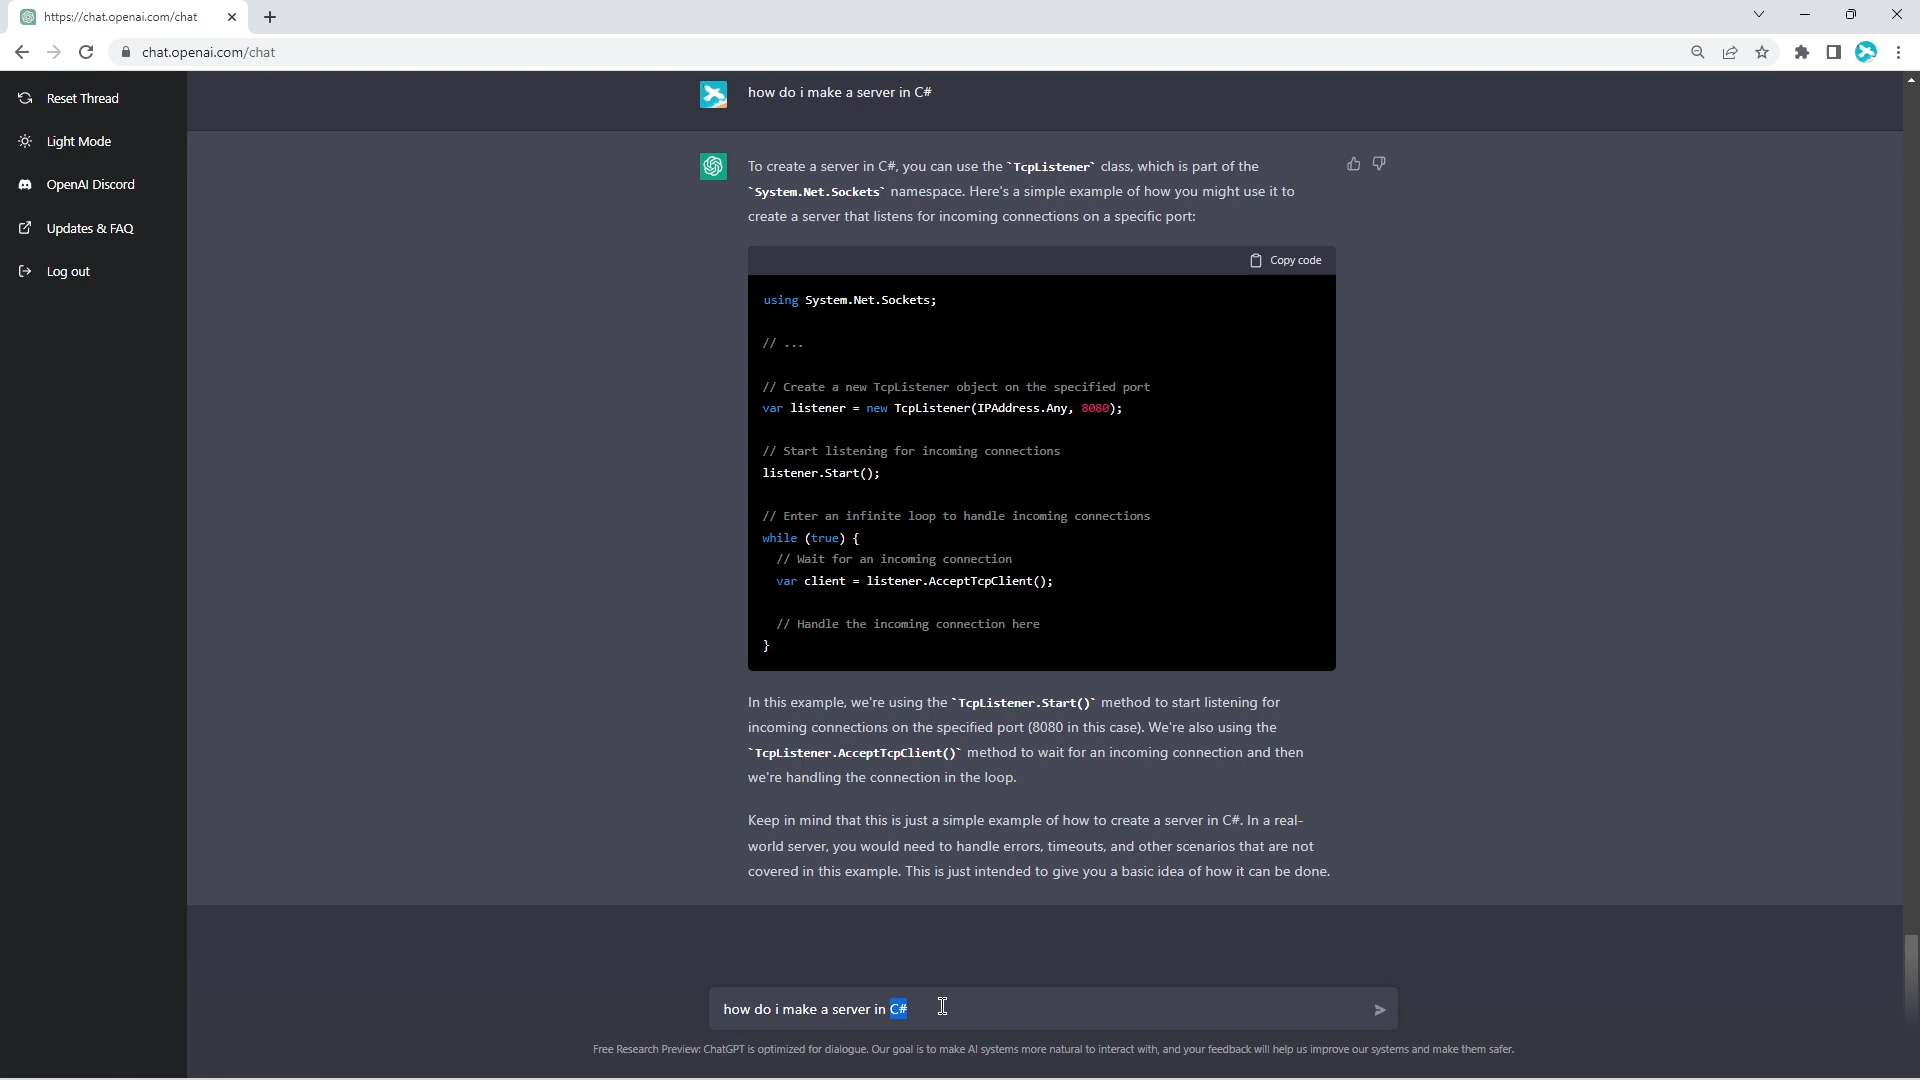 https://chat.openai.com/chat
chat.openai.com/chat
Reset Thread
Light Mode
OpenAI Discord
Updates & FAQ
Log out
how do i make a server in C#
To create a server in C#, you can use the `TcpListener` class, which is part of the
`System.Net.Sockets` namespace. Here's a simple example of how you might use it to
create a server that listens for incoming connections on a specific port:
Copy code
using System.Net.Sockets;
// ...
// Create a new TcpListener object on the specified port
var listener = new TcpListener(IPAddress.Any, 8080);
// Start listening for incoming connections
listener.Start();
// Enter an infinite loop to handle incoming connections
while (true) {
// Wait for an incoming connection
var client = listener.AcceptTcpClient();
// Handle the incoming connection here
}
In this example, we're using the `TcpListener.Start()` method to start listening for
incoming connections on the specified port (8080 in this case). We're also using the
`TcpListener.AcceptTcpClient()` method to wait for an incoming connection and then
we're handling the connection in the loop.
Keep in mind that this is just a simple example of how to create a server in C#. In a real-
world server, you would need to handle errors, timeouts, and other scenarios that are not
covered in this example. This is just intended to give you a basic idea of how it can be done.
how do i make a server in C#
Free Research Preview: ChatGPT is optimized for dialogue. Our goal is to make AI systems more natural to interact with, and your feedback will help us improve our systems and make them safer.